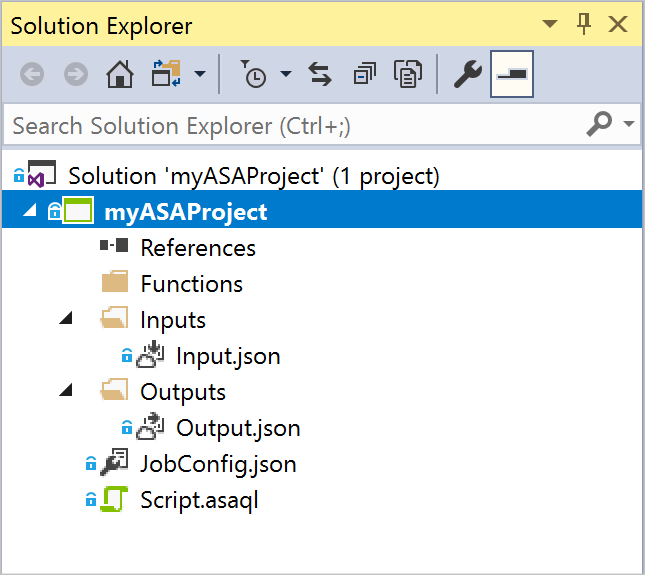 Solution Explorer
Search Solution Explorer (Ctrl+;)
Solution 'myASAProject' (1 project)
myASAProject
References
Functions
Inputs
Input.json
Outputs
Output.json
JobConfig.json
Script.asaql